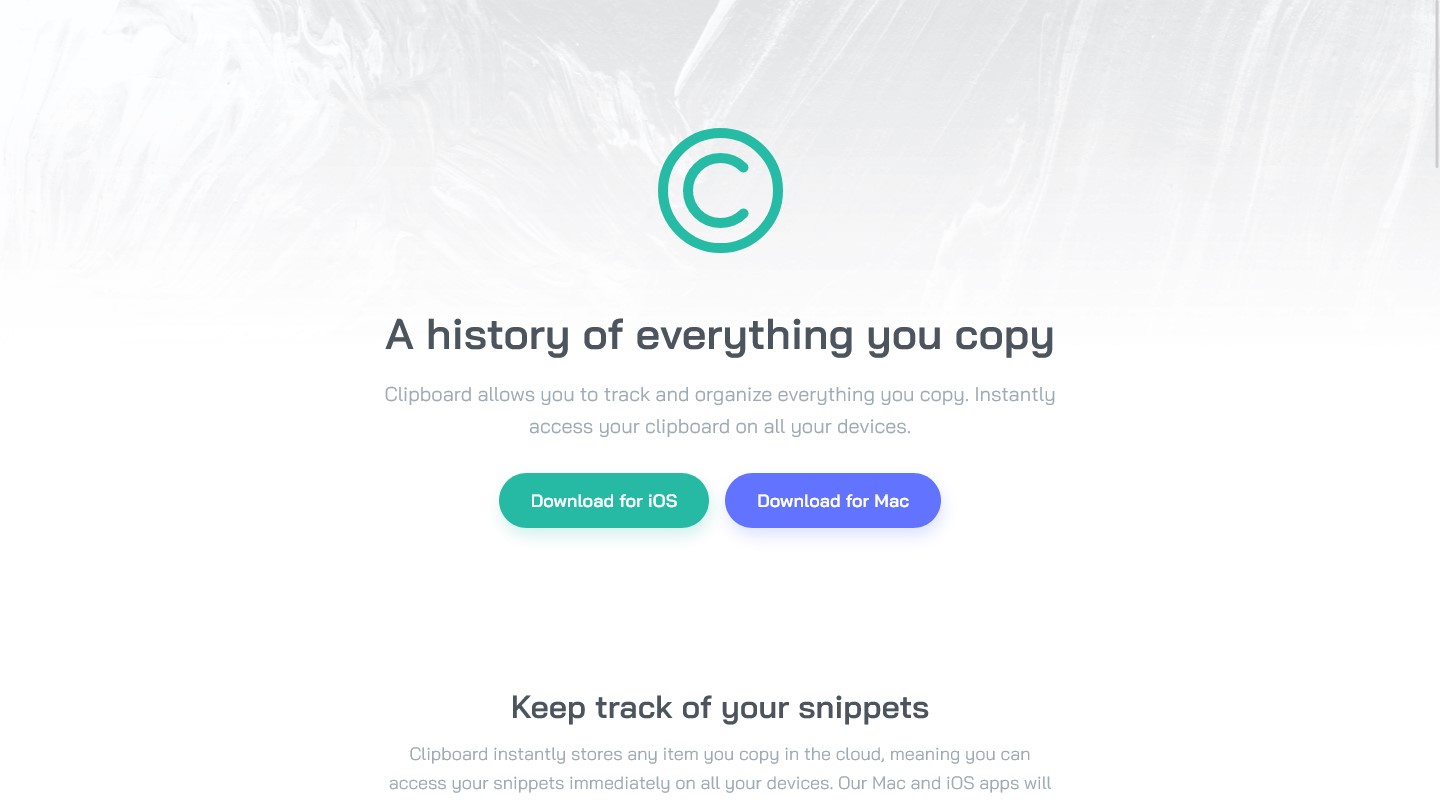 A history of everything you copy
Clipboard allows you to track and organize everything you copy. Instantly
access your clipboard on all your devices.
Download for iOS
Download for Mac
Keep track of your snippets
Clipboard instantly stores any item you copy in the cloud, meaning you can
access your snippets immediately on all your devices. Our Mac and iOS apps will